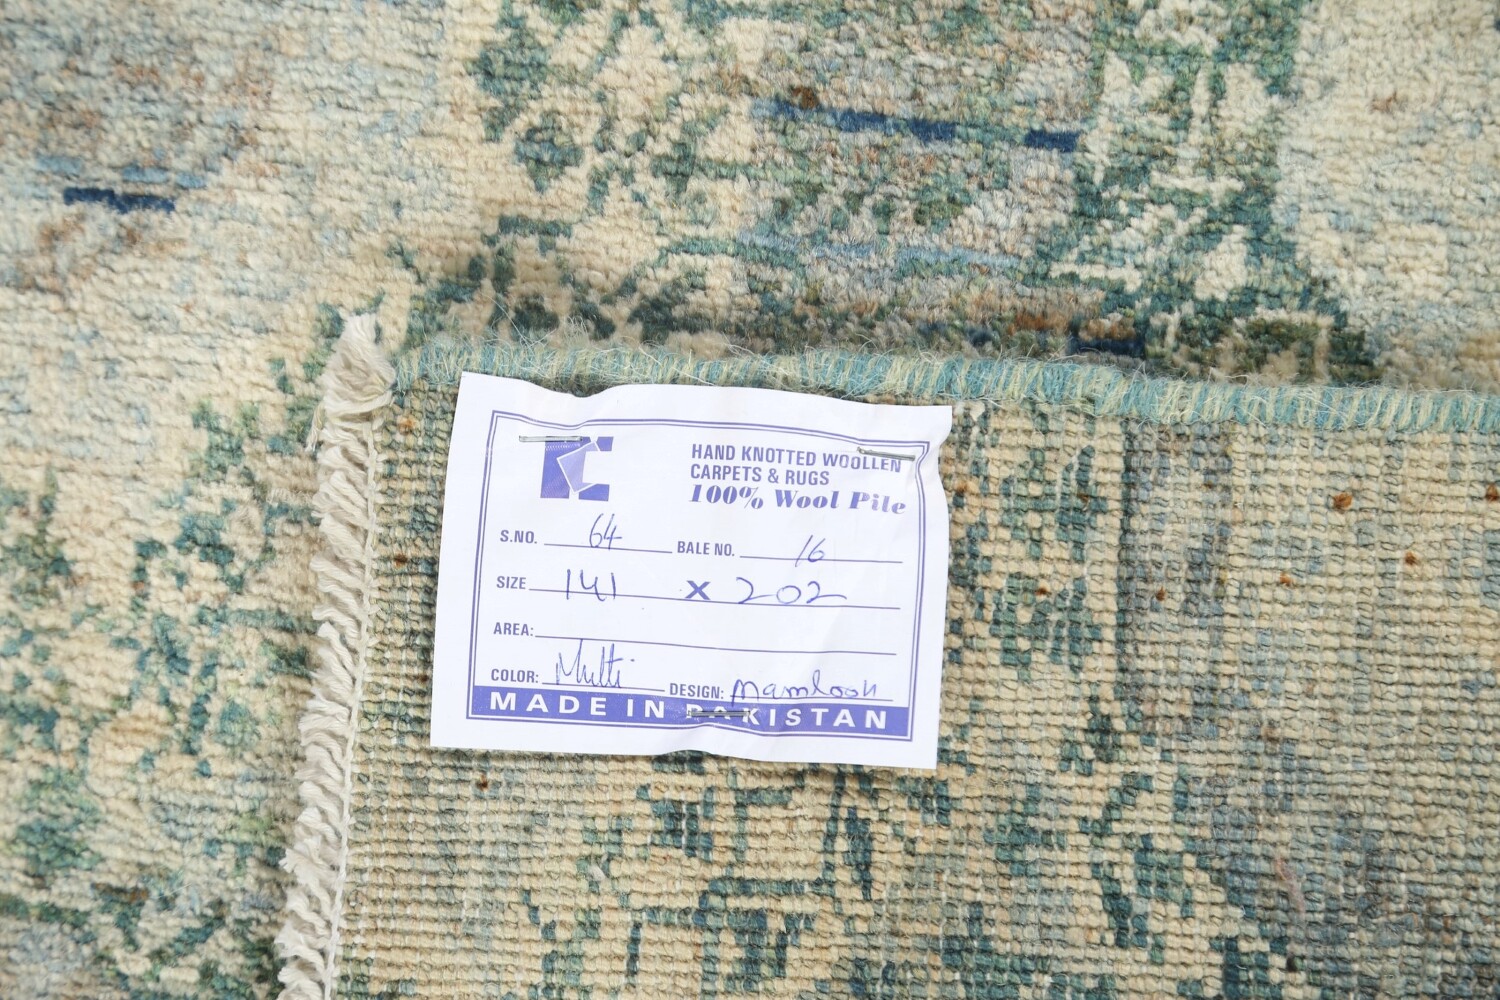 KC
HAND KNOTTED WOOLLEN
CARPETS & RUGS
100% Wool Pile
S.NO. 64 BALE NO. 16
SIZE 141 X 202
AREA:
COLOR: Multi DESIGN: Mamlook
MADE IN PAKISTAN